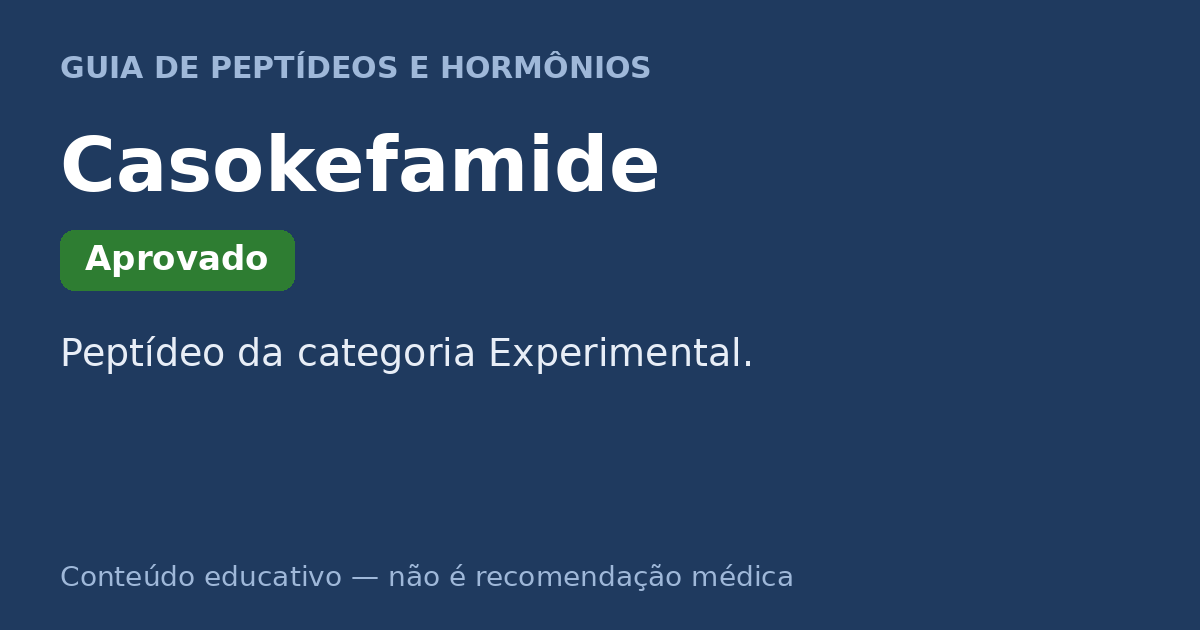 GUIA DE PEPTÍDEOS E HORMÔNIOS
Casokefamide
Aprovado
Peptídeo da categoria Experimental.
Conteúdo educativo — não é recomendação médica